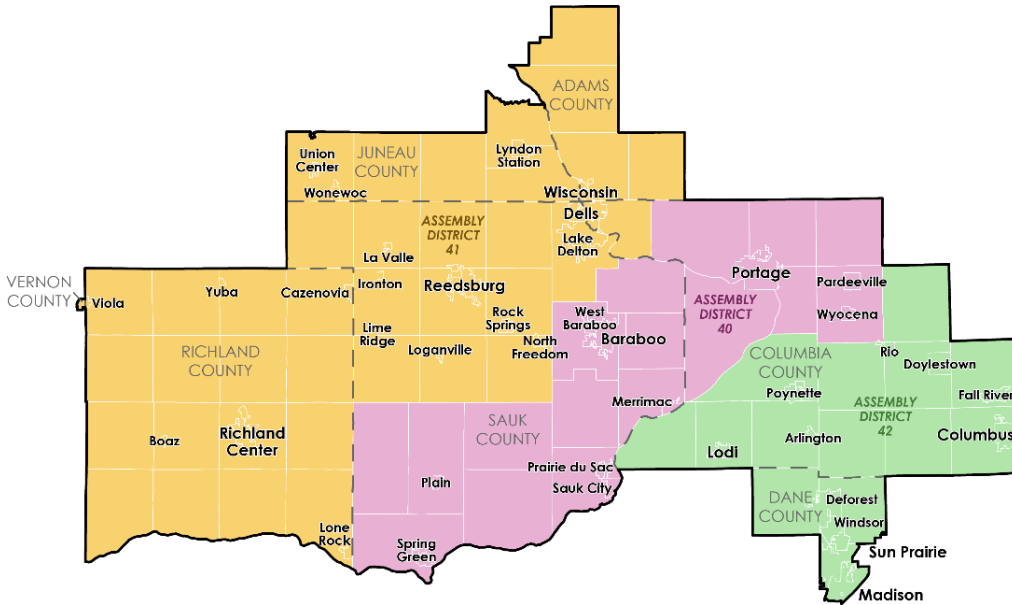 ADAMS
COUNTY
Union
Center
JUNEAU
COUNTY
Lyndon
Station
Wonewoc
Wisconsin
Dells
ASSEMBLY
DISTRICT
41
Lake
Delton
La Valle
VERNON
COUNTY
Viola
Yuba
Cazenovia
Ironton
Reedsburg
Portage
Pardeeville
ASSEMBLY
DISTRICT
40
Wyocena
Rock
Springs
West
Baraboo
Baraboo
Lime
Ridge
Loganville
North
Freedom
RICHLAND
COUNTY
COLUMBIA
COUNTY
Rio
Doylestown
Poynette
Fall River
Merrimac
ASSEMBLY
DISTRICT
42
SAUK
COUNTY
Boaz
Richland
Center
Arlington
Columbus
Lodi
Prairie du Sac
Sauk City
Plain
DANE
COUNTY
Deforest
Windsor
Lone
Rock
Spring
Green
Sun Prairie
Madison